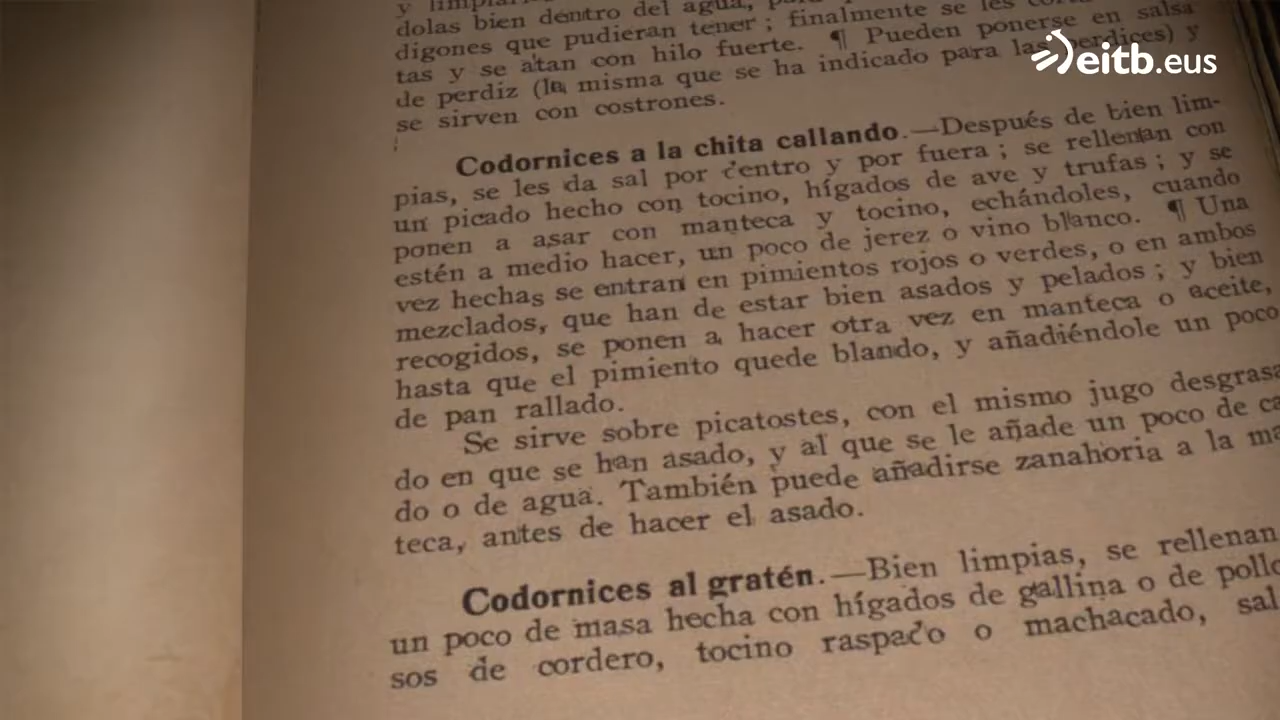 y
dolas bien dentro del agua,
digones que pudieran tener ; finalmente se les
tas y se atan con hilo fuerte. ¶ Pueden ponerse en salsa
de perdiz (la misma que se ha indicado para las perdices) y
se sirven con costrones.
eitb.eus
Codornices a la chita callando.—Después de bien lim-
pias, se les da sal por dentro y por fuera ; se rellenan con
un picado hecho con tocino, hígados de ave y trufas ; y se
ponen a asar con manteca y tocino, echándoles, cuando
estén a medio hacer, un poco de jerez o vino blanco. ¶ Una
vez hechas se entran en pimientos rojos o verdes, o en ambos
mezclados, que han de estar bien asados y pelados ; y bien
recogidos, se ponen a hacer otra vez en manteca o aceite,
hasta que el pimiento quede blando, y añadiéndole un poco
de pan rallado.
Se sirve sobre picatostes, con el mismo jugo desgrasa
do en que se han asado, y al que se le añade un poco de ca
do o de agua. También puede añadirse zanahoria a la ma
teca, antes de hacer el asado.
Codornices al gratén.—Bien limpias, se rellenan
un poco de masa hecha con hígados de gallina o de pollo
sos de cordero, tocino raspado o machacado, sal